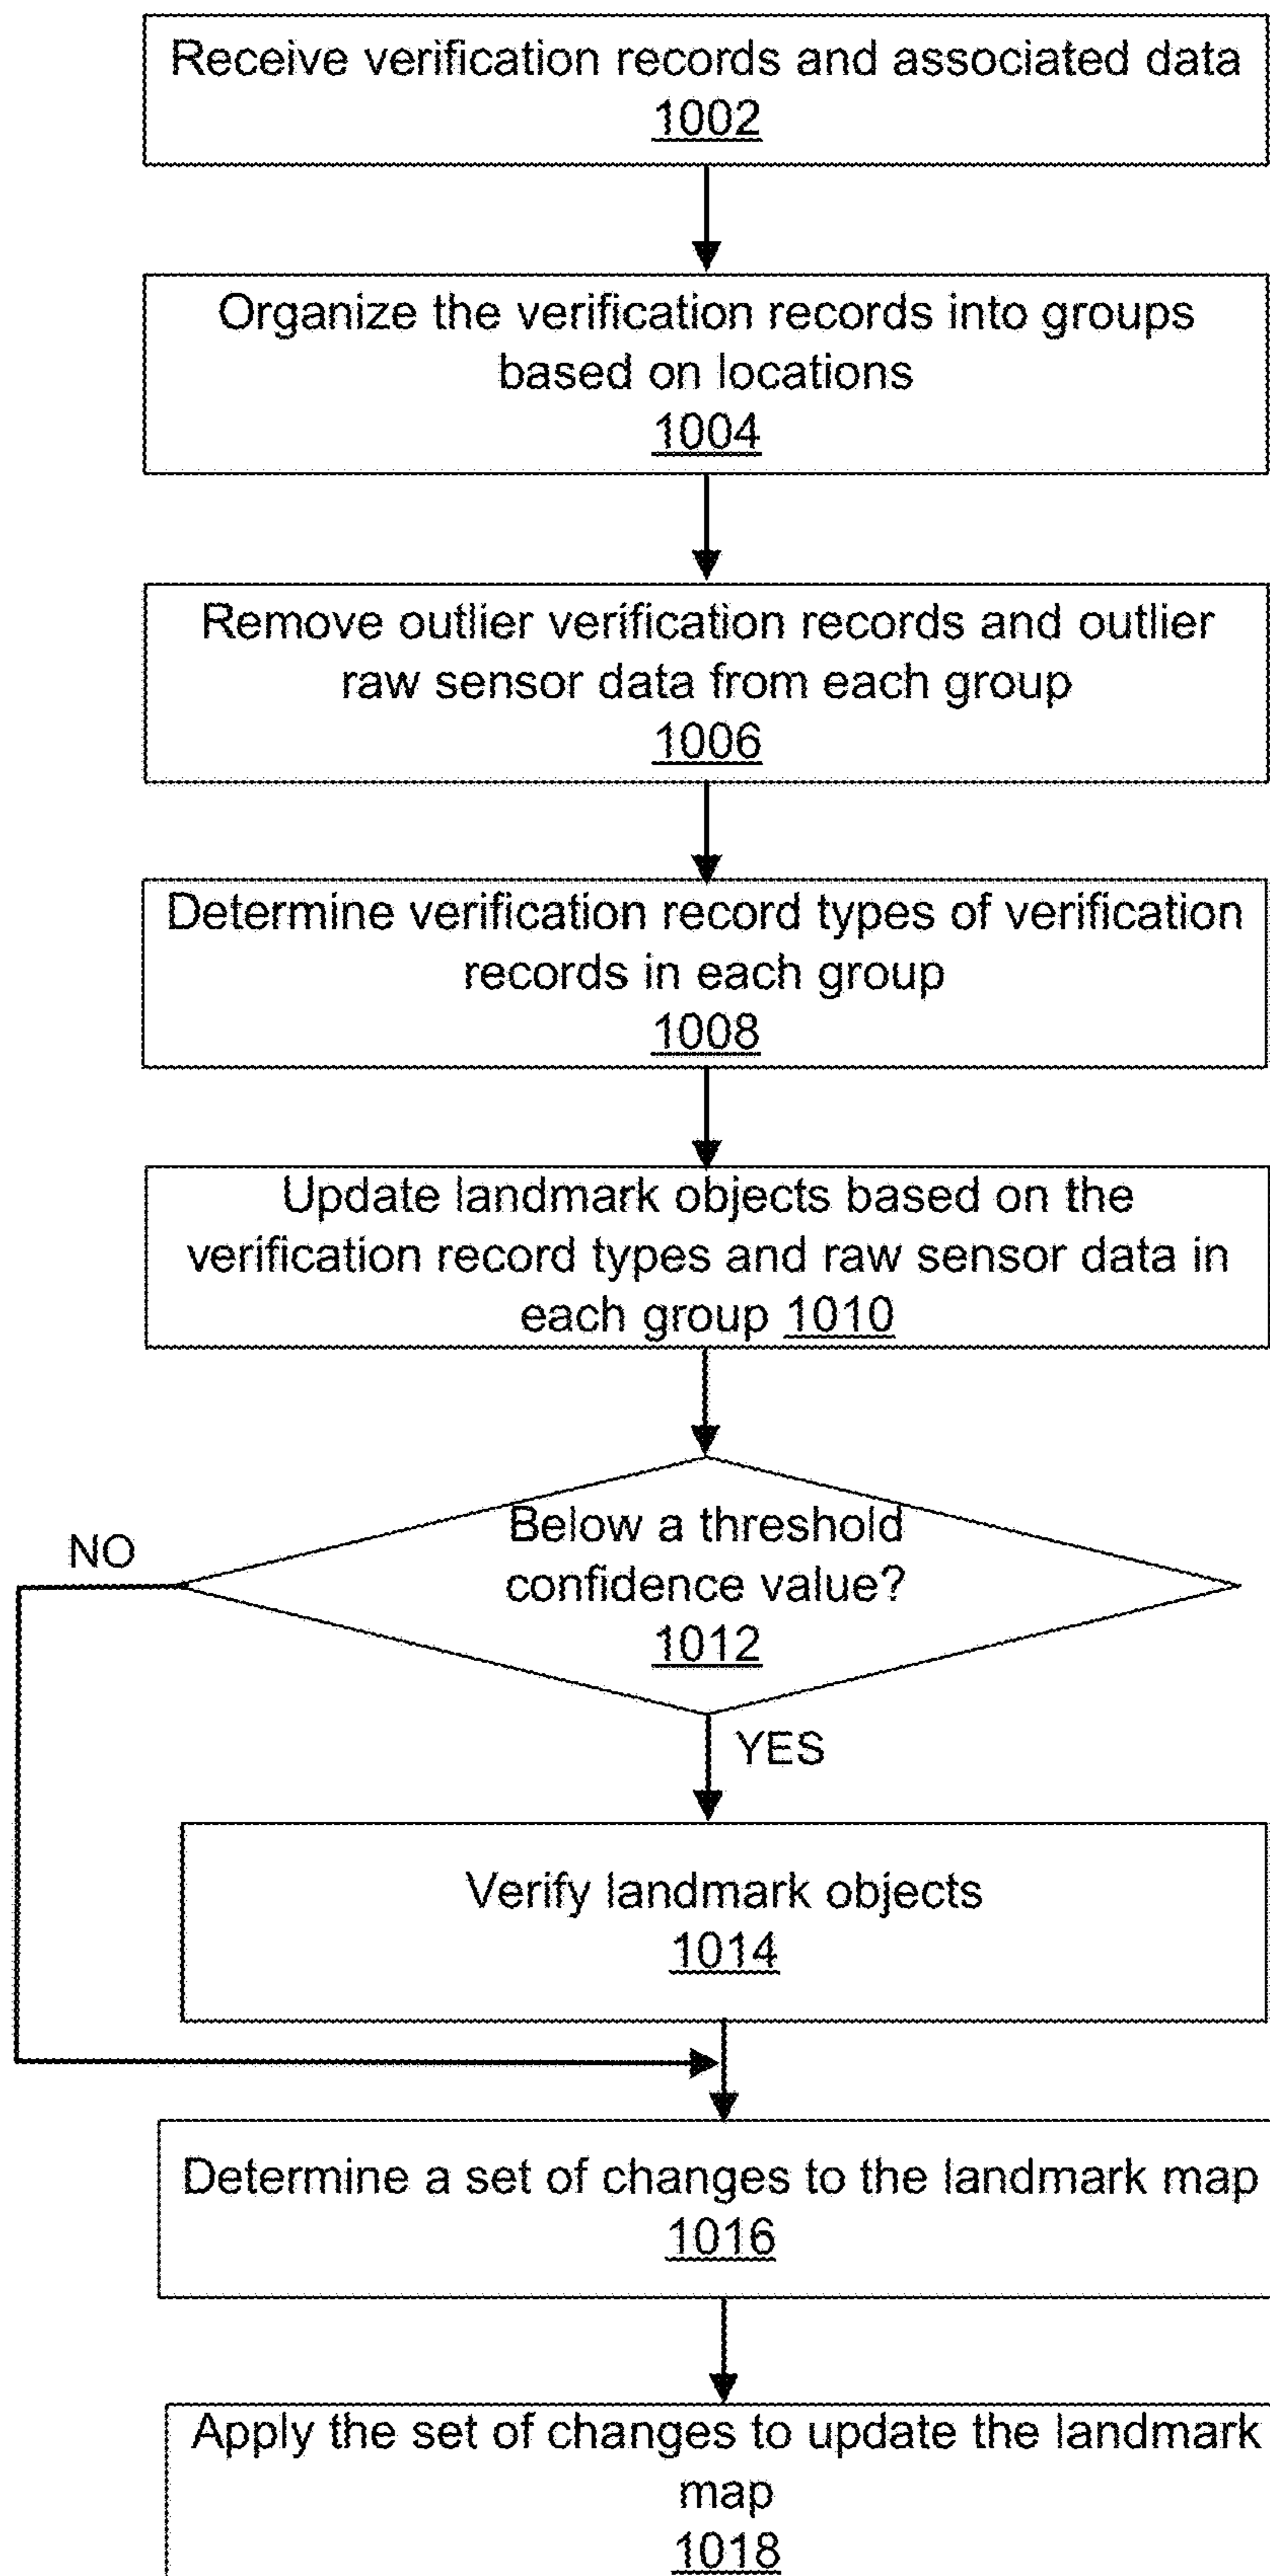 Receive verification records and associated data
1002
Organize the verification records into groups
based on locations
1004
Remove outlier verification records and outlier
raw sensor data from each group
1006
Determine verification record types of verification
records in each group
1008
Update landmark objects based on the
verification record types and raw sensor data in
each group 1010
Below a threshold
confidence value?
1012
NO
YES
Verify landmark objects
1014
Determine a set of changes to the landmark map
1016
Apply the set of changes to update the landmark
map
1018